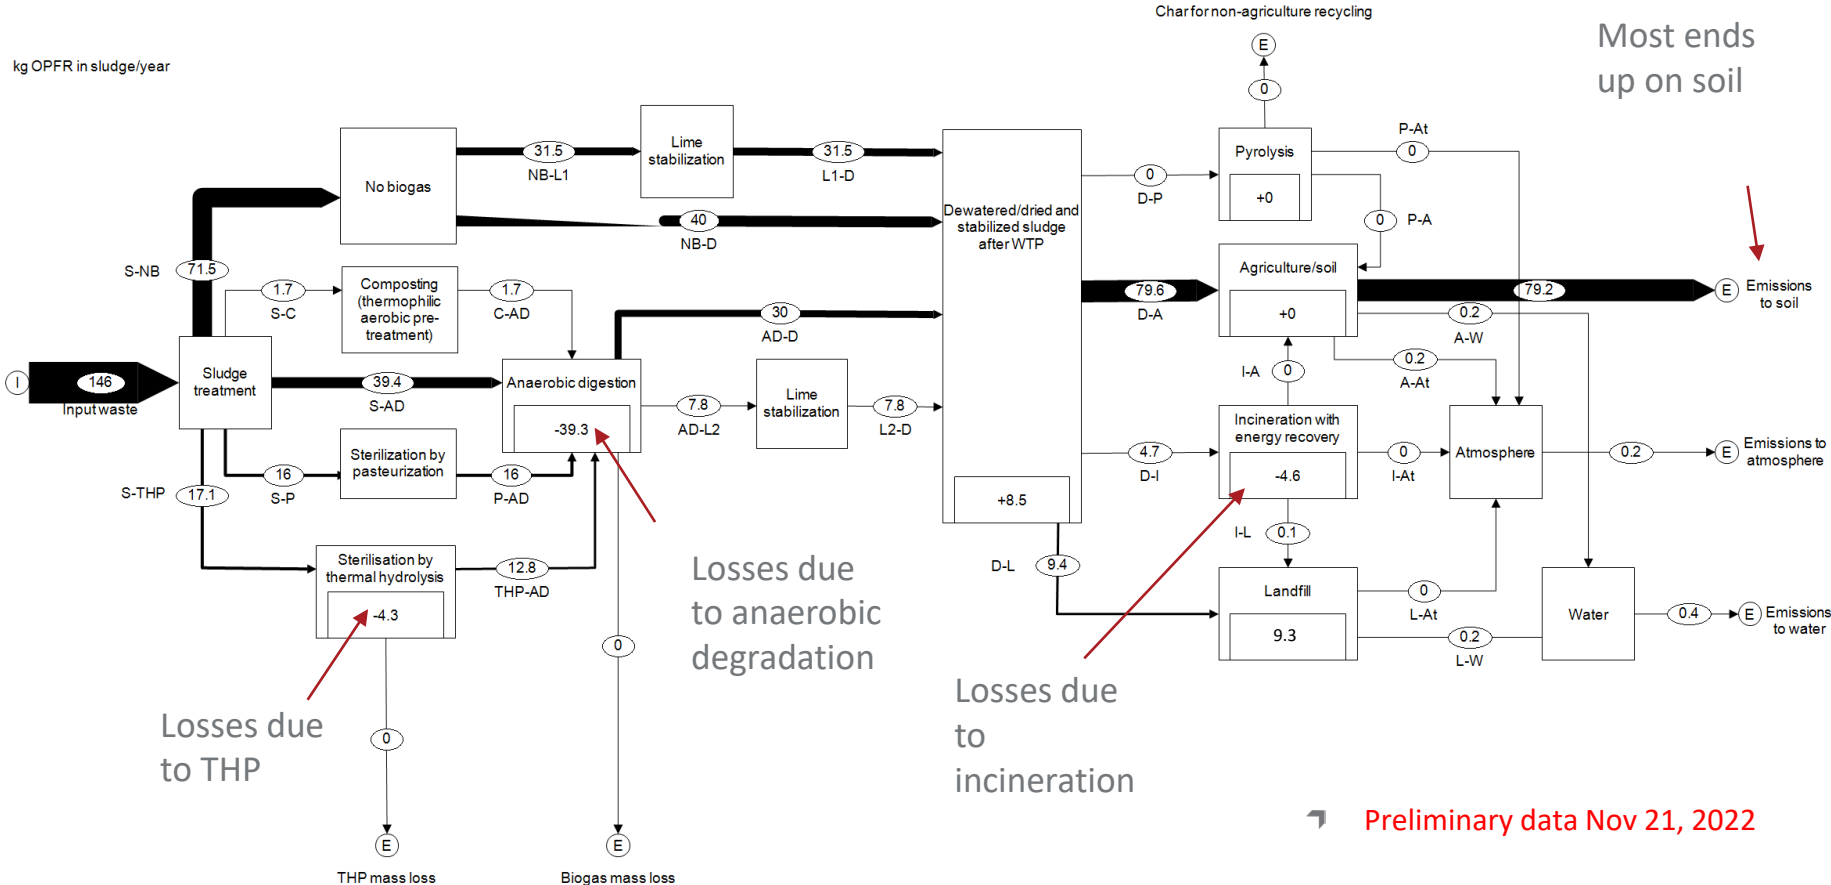 Char for non-agriculture recycling
E
0
Most ends
up on soil
kg OPFR in sludge/year
No biogas
31.5
NB-L1
Lime
stabilization
31.5
L1-D
40
NB-D
S-NB
71.5
1.7
S-C
Composting
(thermophilic
aerobic pre-
treatment)
1.7
C-AD
30
AD-D
I
146
Input waste
Sludge
treatment
39.4
S-AD
Anaerobic digestion
-39.3
7.8
AD-L2
Lime
stabilization
7.8
L2-D
S-THP
17.1
16
S-P
Sterilization by
pasteurization
16
P-AD
Sterilisation by
thermal hydrolysis
-4.3
12.8
THP-AD
Dewatered/dried and
stabilized sludge
after WTP
+8.5
0
D-P
Pyrolysis
+0
P-At
0
0
P-A
79.6
D-A
Agriculture/soil
+0
79.2
E
Emissions
to soil
0.2
A-W
0.2
A-At
I-A
0
4.7
D-I
Incineration with
energy recovery
-4.6
0
I-At
Atmosphere
0.2
E
Emissions to
atmosphere
I-L
0.1
D-L
9.4
Landfill
9.3
0
L-At
0.2
L-W
Water
0.4
E
Emissions
to water
Losses due
to THP
Losses due
to anaerobic
degradation
Losses due
to
incineration
0
0
E
E
THP mass loss
Biogas mass loss
Preliminary data Nov 21, 2022